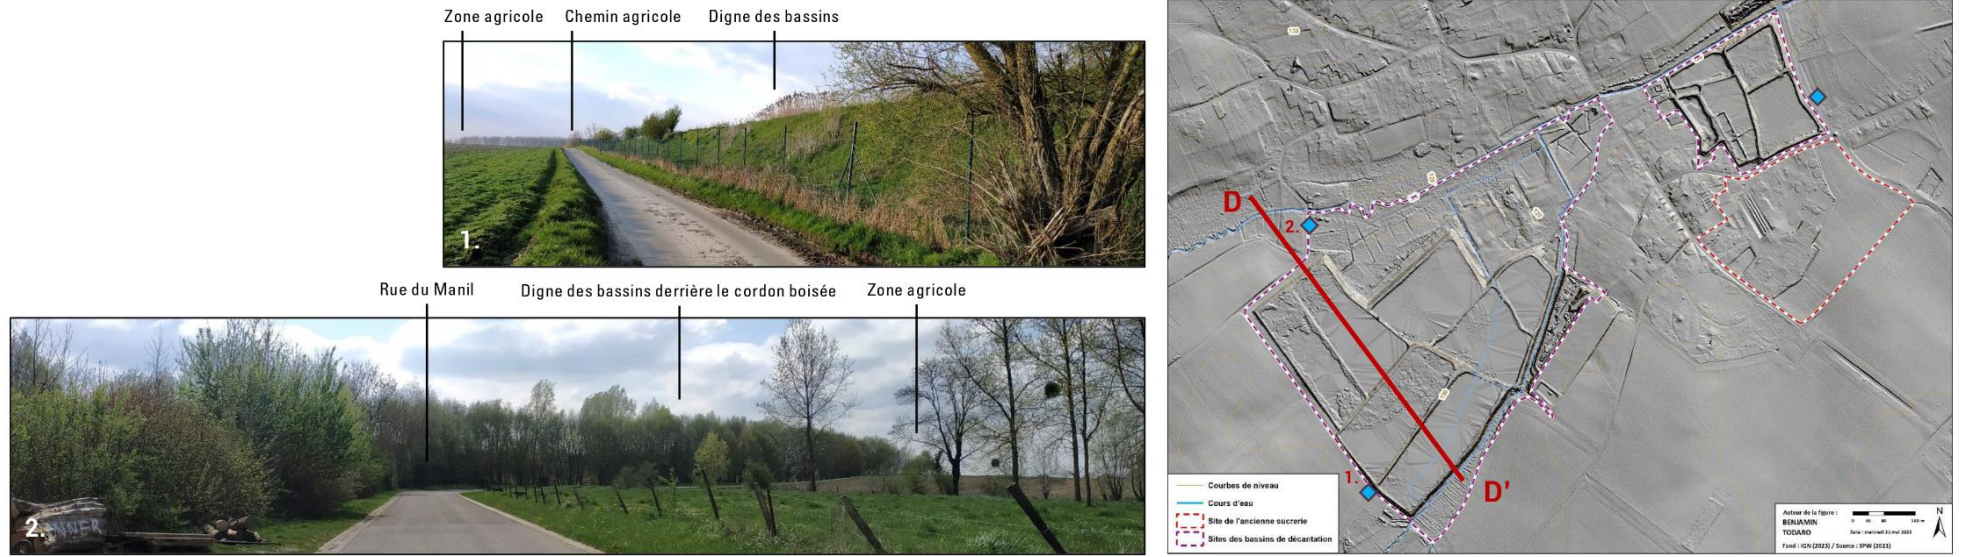 Zone agricole
Chemin agricole
Digne des bassins
1.
Rue du Manil
Digne des bassins derrière le cordon boisée
Zone agricole
2.
D
2.
1.
D'
Courbes de niveau
Cours d'eau
Site de l'ancienne sucrerie
Sites des bassins de décantation
Auteur de la figure :
BENJAMIN
TODARO
N
Fond : IGN (2023) / Source : SPW (2023)